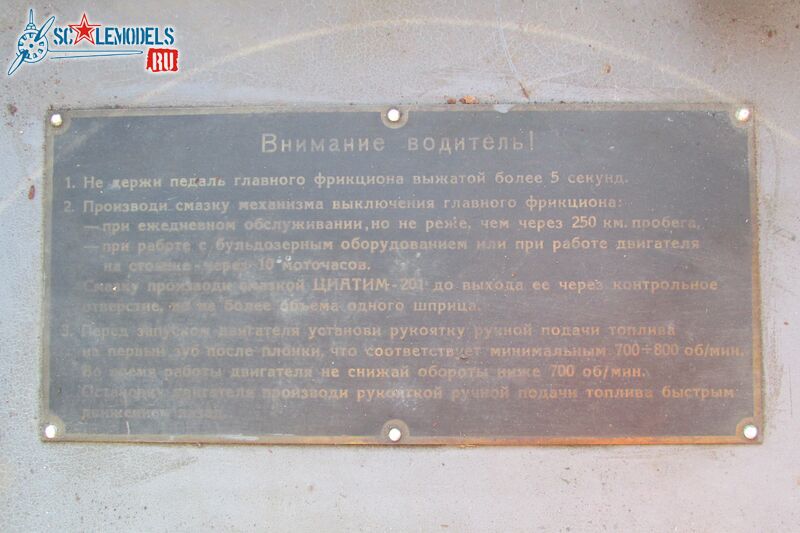 SCALEMODELS
RU
Внимание водитель!
1. Не держи педаль главного фрикциона выжатой более 5 секунд.
2. Производи смазку механизма выключения главного фрикциона:
—при ежедневном обслуживании, но не реже, чем через 250 км. пробега,
—при работе с бульдозерным оборудованием или при работе двигателя
на стоянке—через 10 моточасов.
Смазку производи смазкой ЦИАТИМ-201 до выхода ее через контрольное
отверстие, но не более объема одного шприца.
3. Перед запуском двигателя установи рукоятку ручной подачи топлива
на первый зуб после планки, что соответствует минимальным 700÷800 об/мин.
Во время работы двигателя не снижай обороты ниже 700 об/мин.
Остановку двигателя производи рукояткой ручной подачи топлива быстрым
движением назад.